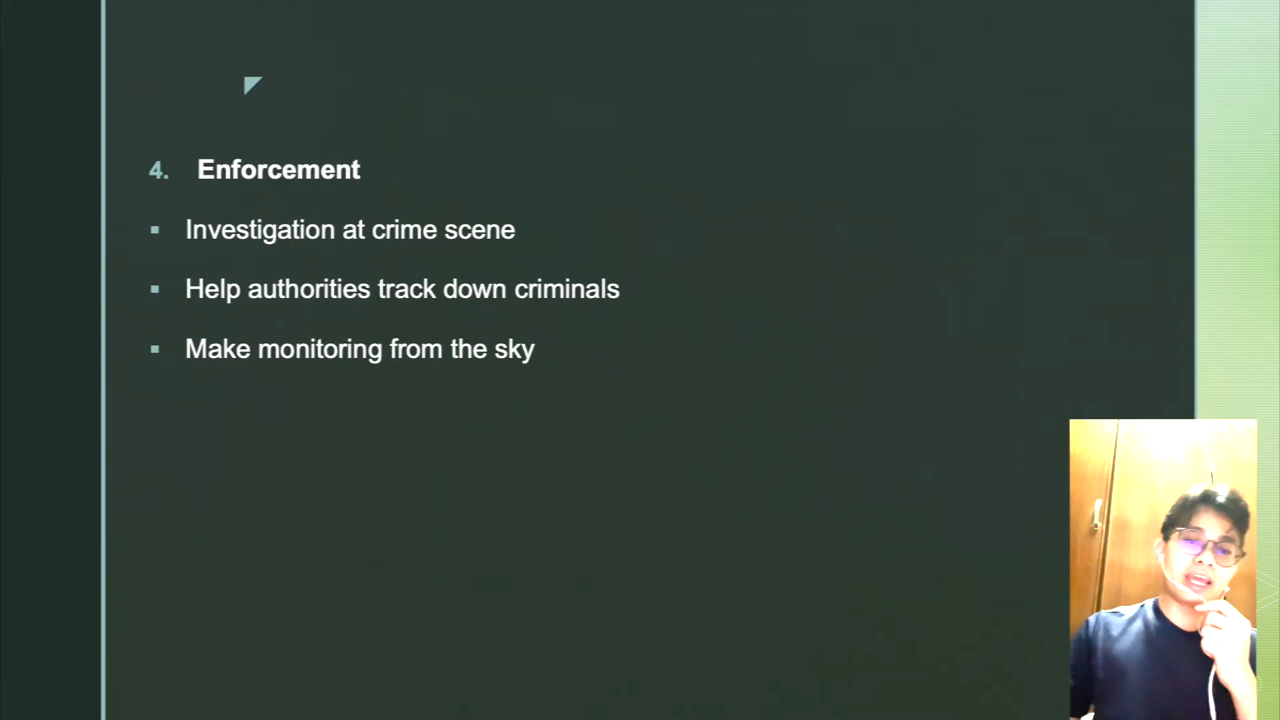 4. Enforcement
▪ Investigation at crime scene
▪ Help authorities track down criminals
▪ Make monitoring from the sky